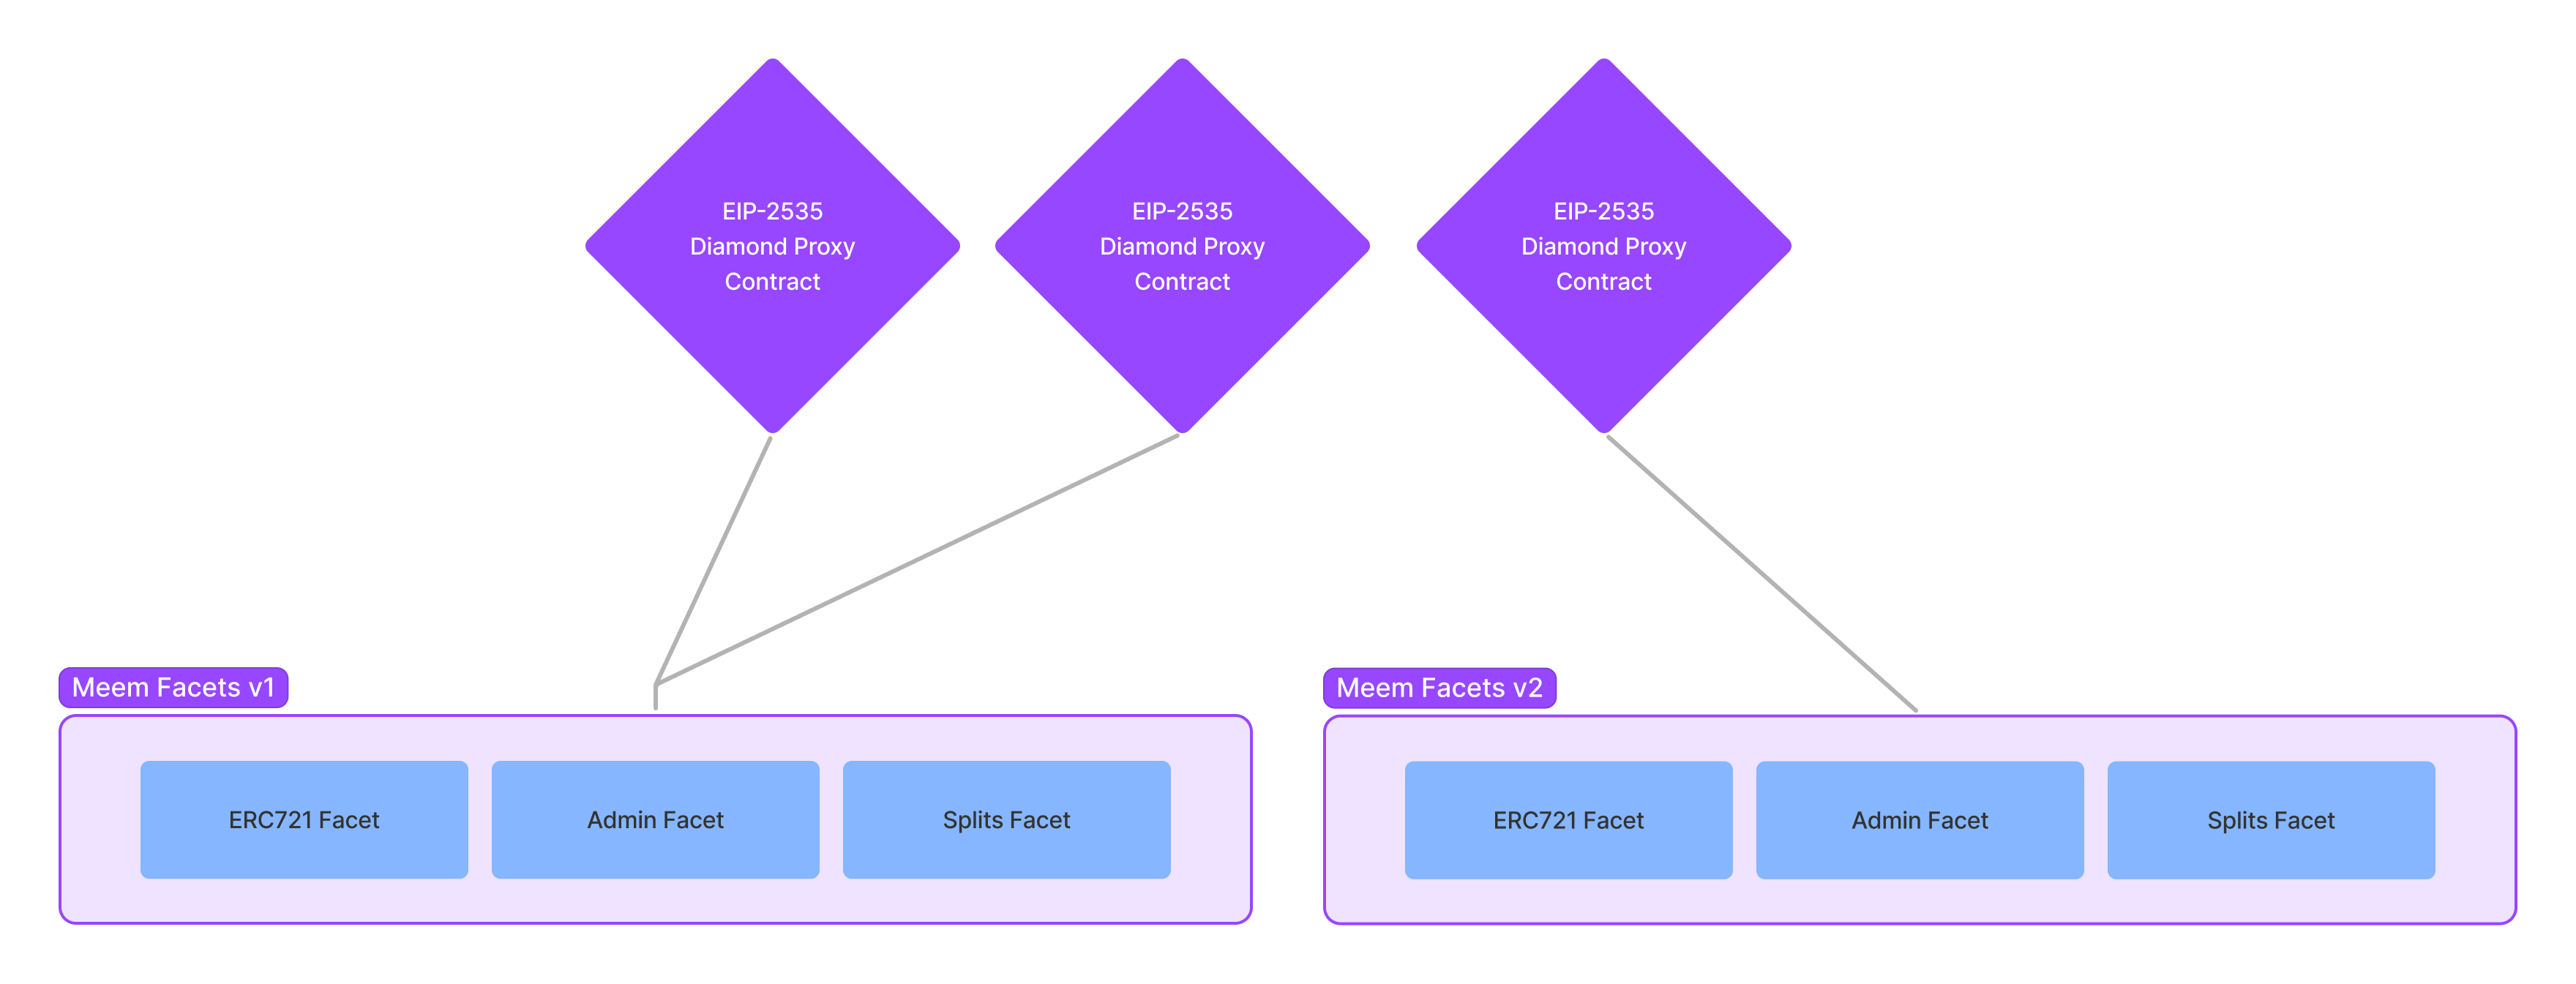 EIP-2535
Diamond Proxy
Contract
EIP-2535
Diamond Proxy
Contract
EIP-2535
Diamond Proxy
Contract
Meem Facets v1
ERC721 Facet
Admin Facet
Splits Facet
Meem Facets v2
ERC721 Facet
Admin Facet
Splits Facet